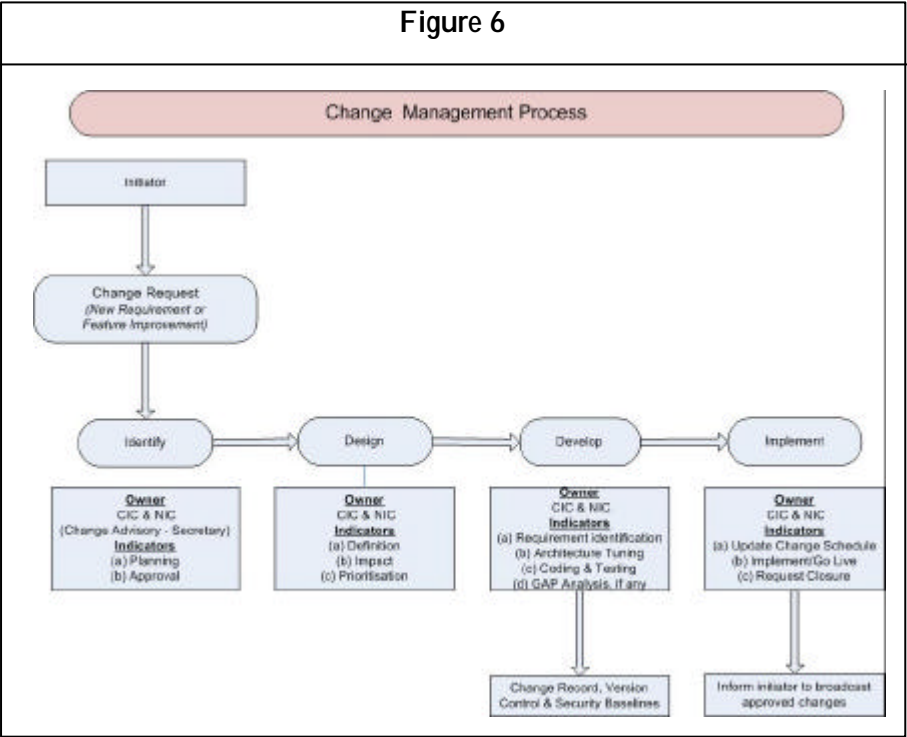 Figure 6
Change Management Process
Initiator
Change Request
(New Requirement or
Feature Improvement)
Identify
Design
Develop
Implement
Owner
CIC & NIC
(Change Advisory - Secretary)
Indicators
(a) Planning
(b) Approval
Owner
CIC & NIC
Indicators
(a) Definition
(b) Impact
(c) Prioritisation
Owner
CIC & NIC
Indicators
(a) Requirement identification
(b) Architecture Tuning
(c) Coding & Testing
(d) GAP Analysis, if any
Owner
CIC & NIC
Indicators
(a) Update Change Schedule
(b) Implement/Go Live
(c) Request Closure
Change Record, Version
Control & Security Baselines
Inform initiator to broadcast
approved changes